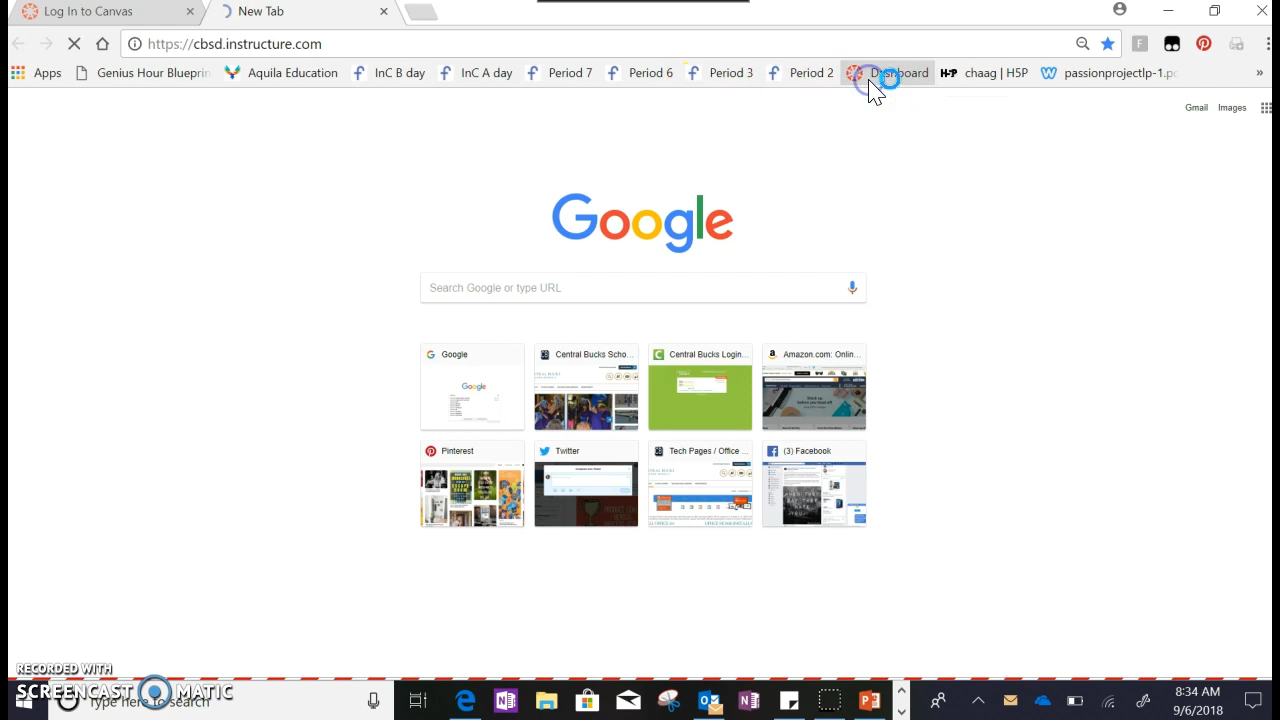 Log In to Canvas
New Tab
https://cbsd.instructure.com
Apps
Genius Hour Blueprin
Aquila Education
InC B day
InC A day
Period 7
Period 6
Period 3
Period 2
Dashboard
H-P chaag | H5P
passionprojectlp-1.pc
Gmail Images
Google
Search Google or type URL
Google
Central Bucks Scho...
Central Bucks Login...
Amazon.com: Onlin...
Pinterest
Twitter
Tech Pages / Office ...
(3) Facebook
RECORDED WITH
SCREENCAST MATIC
Type here to search
8:34 AM
9/6/2018